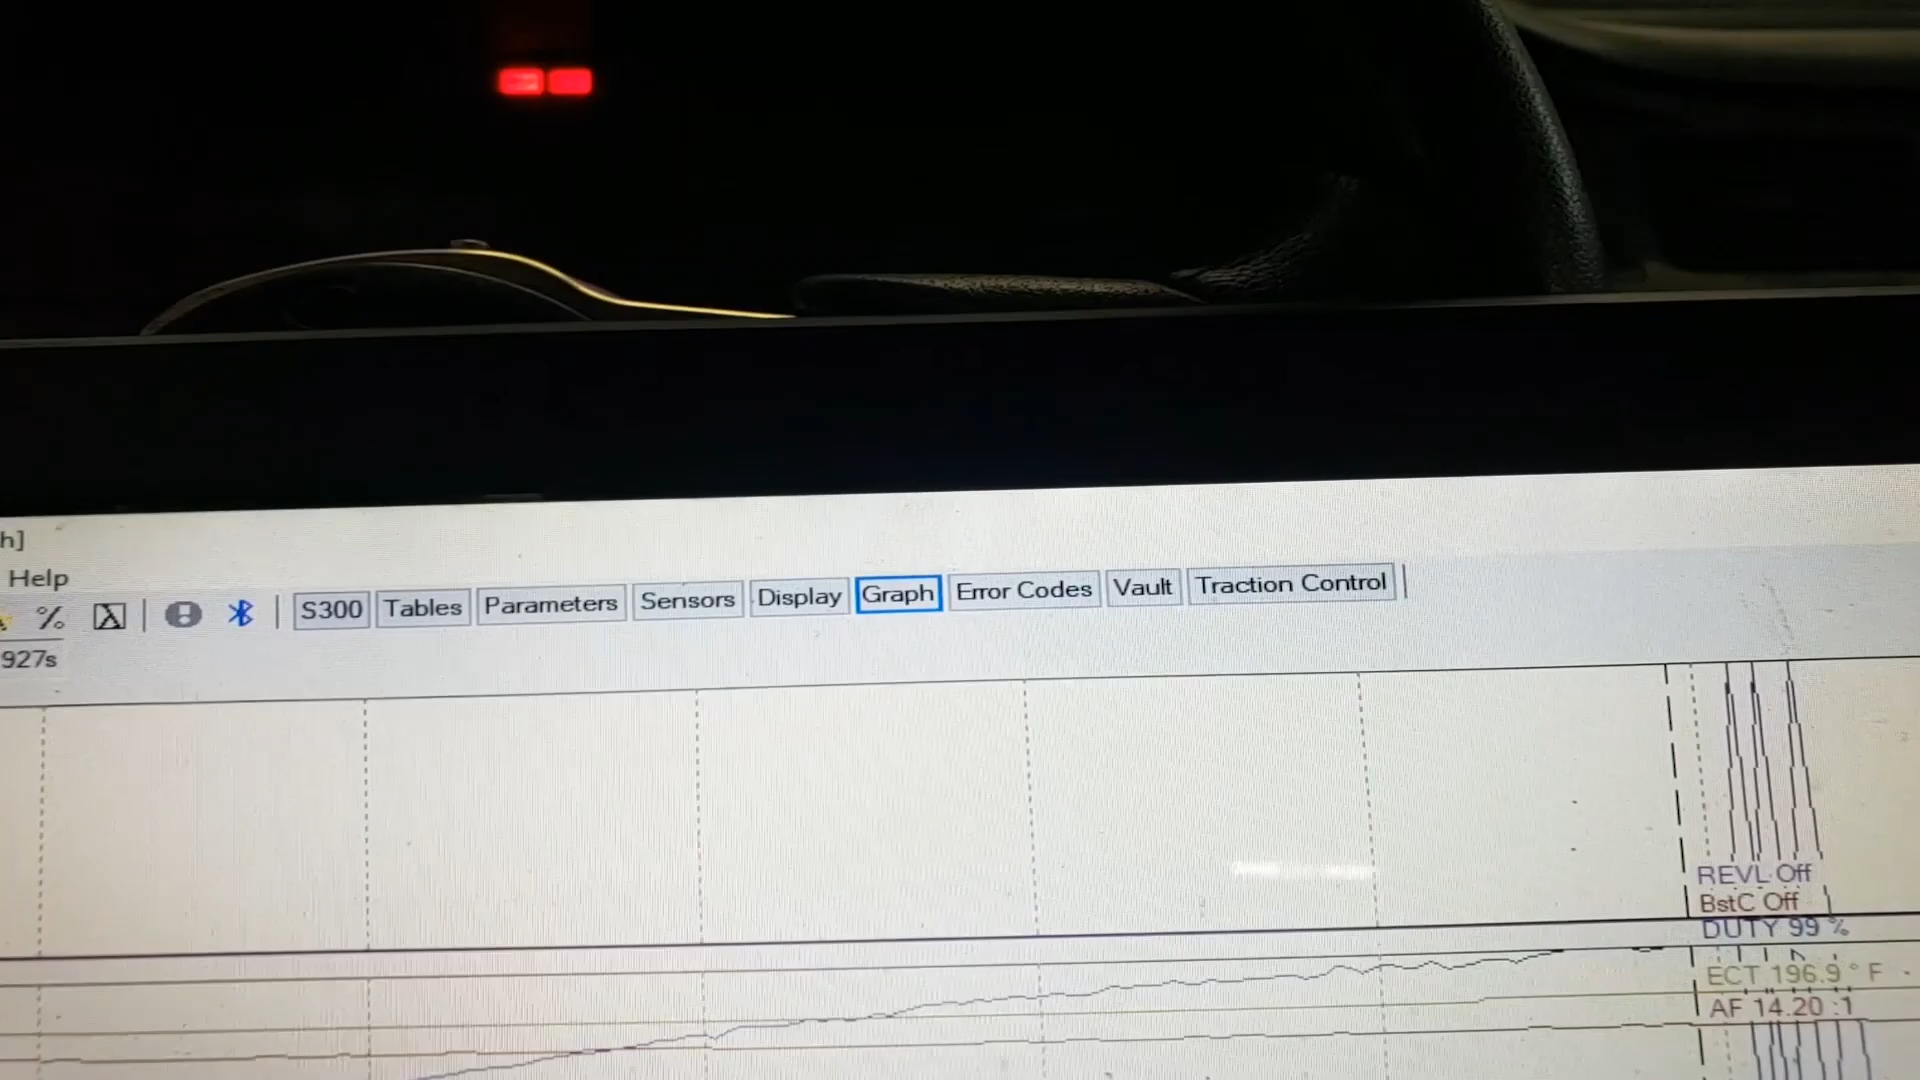 h]
Help
% λ S300 Tables Parameters Sensors Display Graph Error Codes Vault Traction Control
927s
REVL Off
BstC Off
DUTY 99 %
ECT 196.9 ° F
AF 14.20 :1